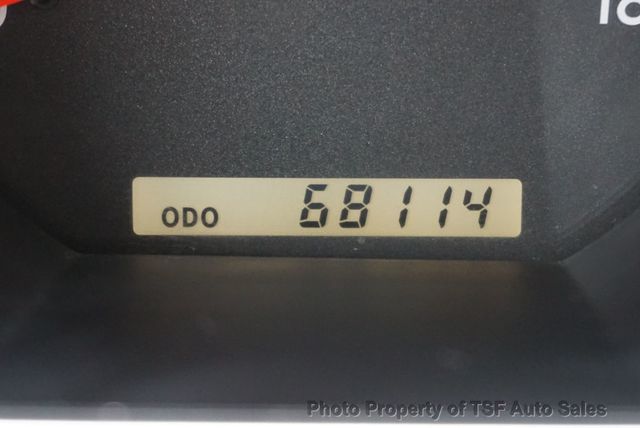 ODO 68114
Photo Property of TSF Auto Sales